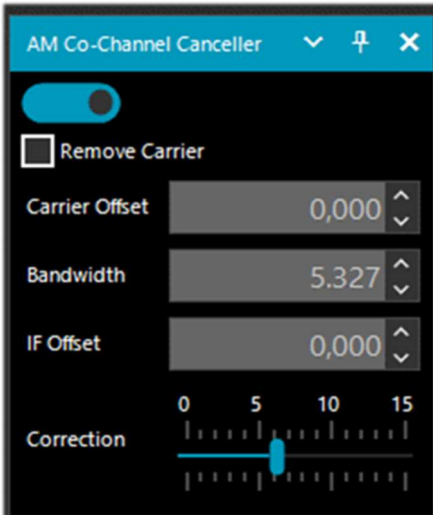 AM Co-Channel Canceller
Remove Carrier
Carrier Offset 0,000
Bandwidth 5.327
IF Offset 0,000
0 5 10 15
Correction